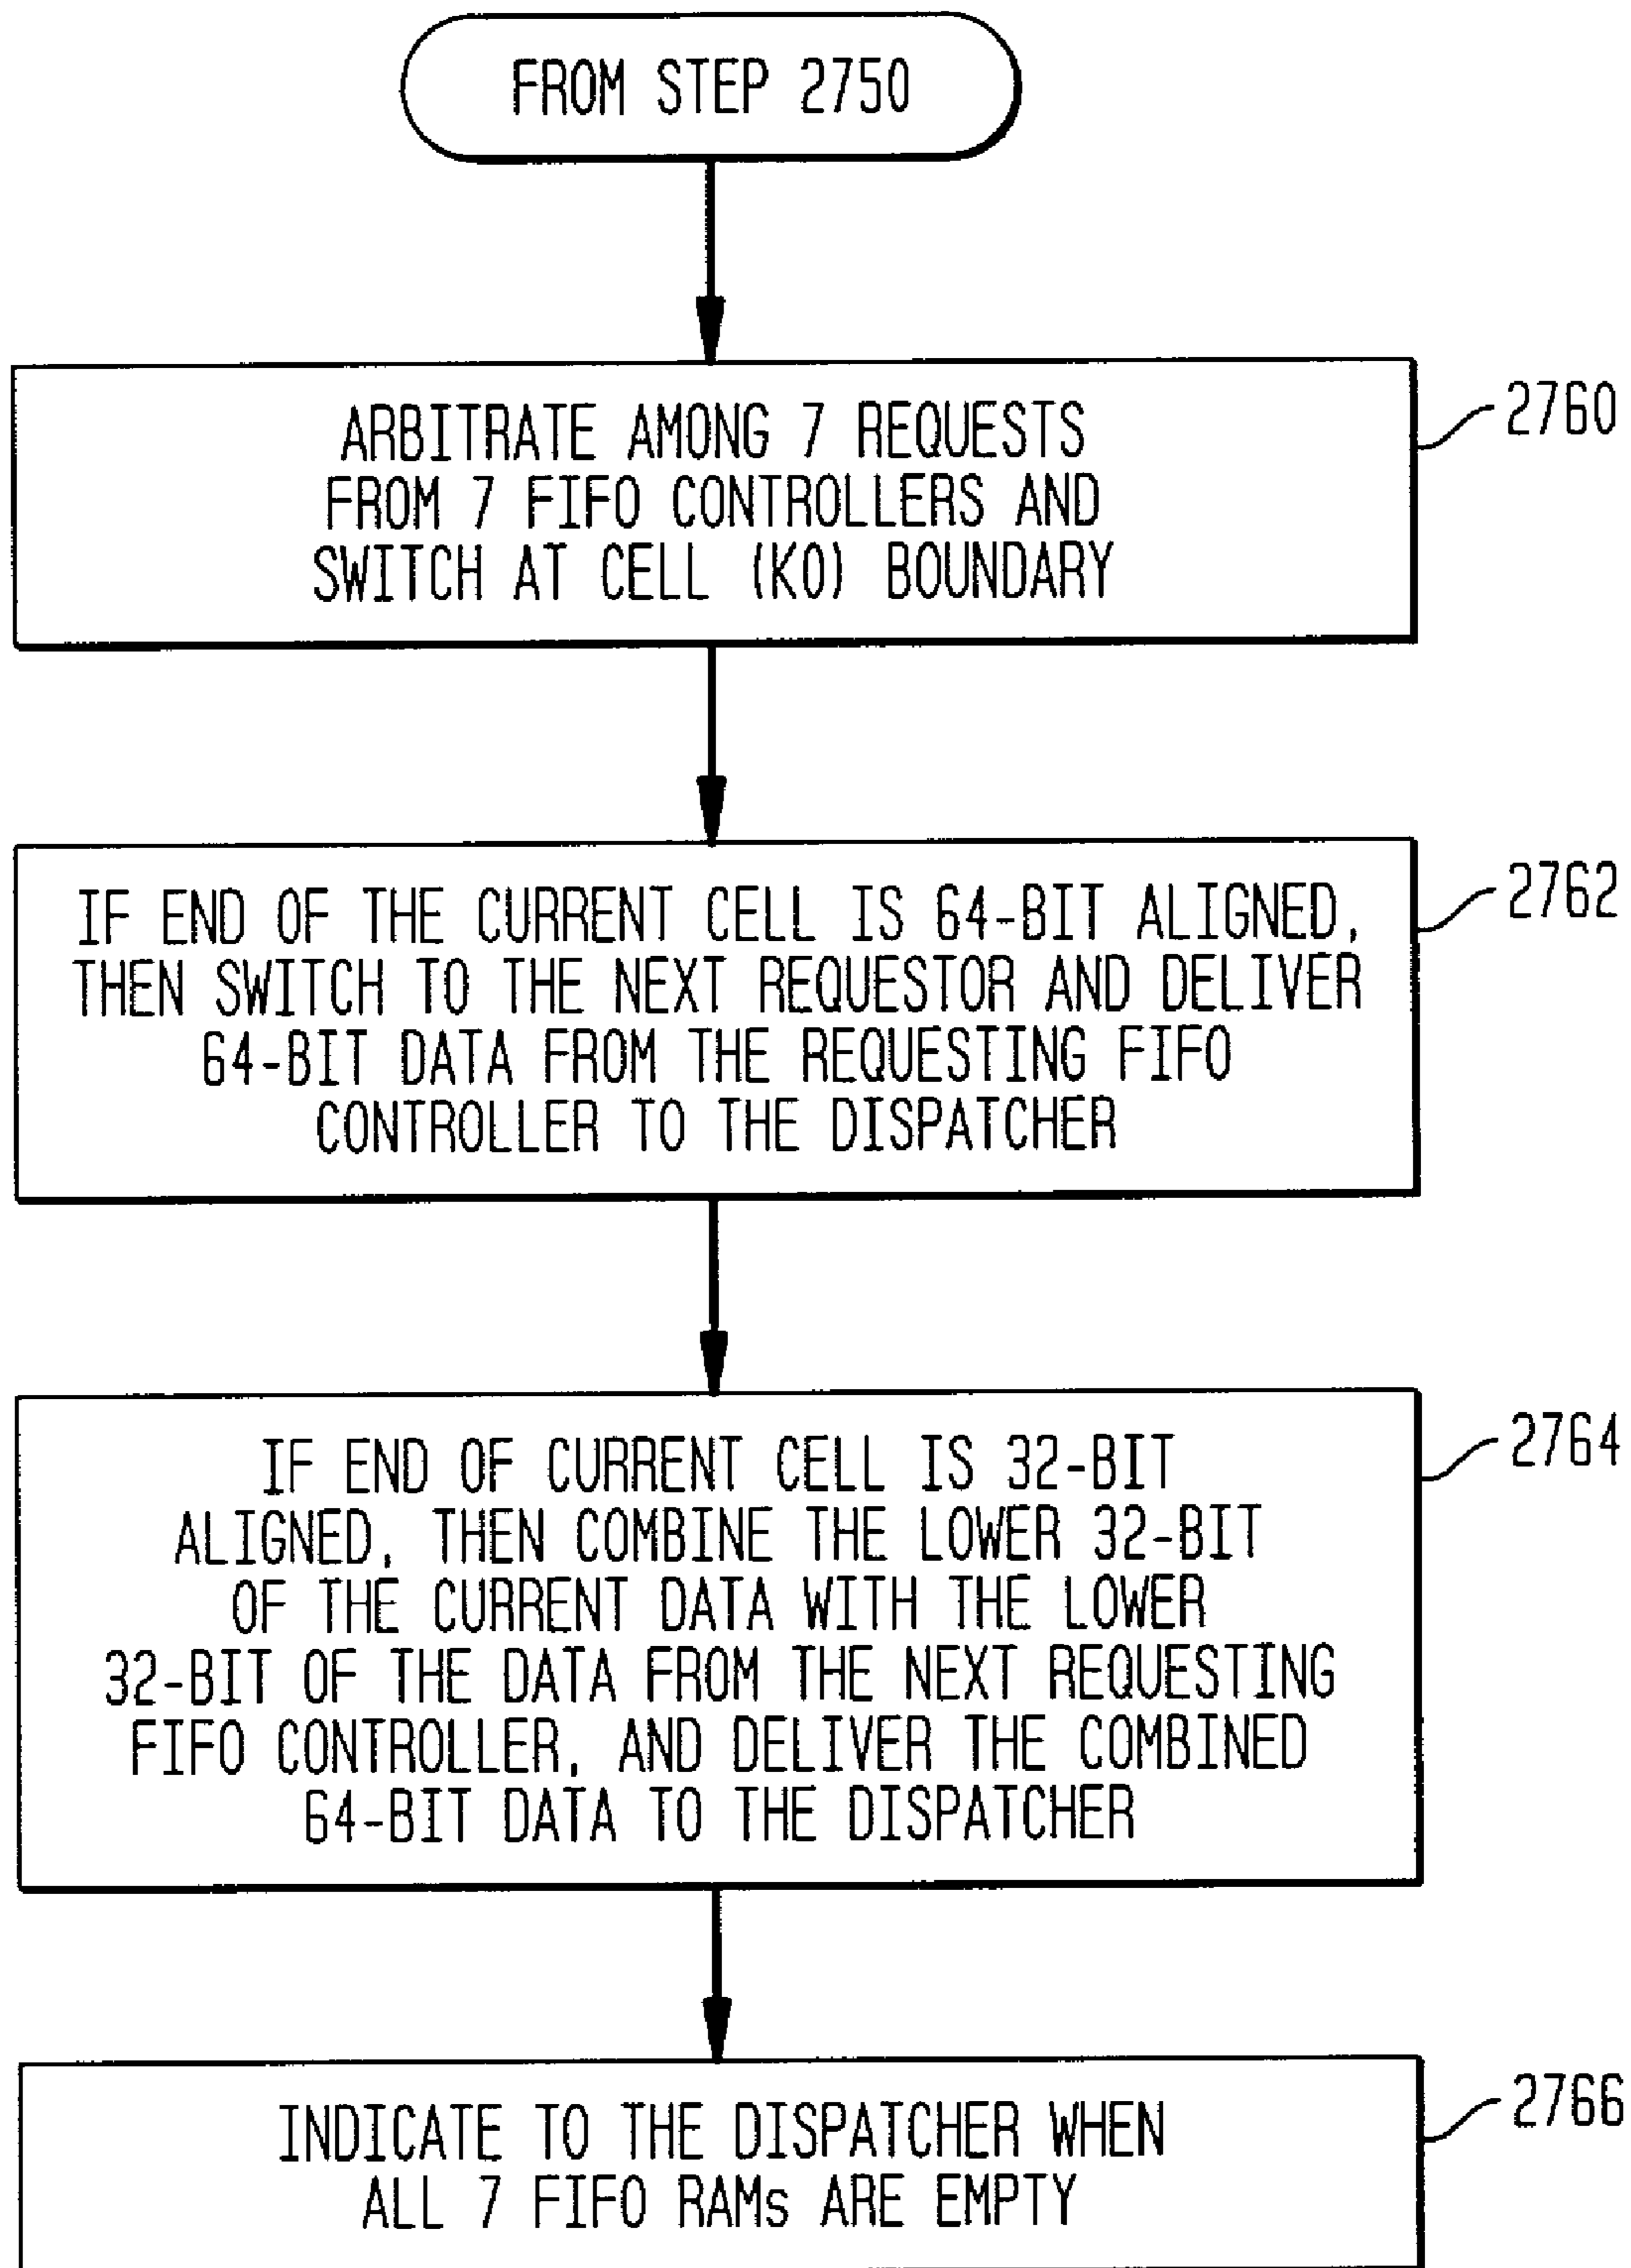 FROM STEP 2750
ARBITRATE AMONG 7 REQUESTS
FROM 7 FIFO CONTROLLERS AND
SWITCH AT CELL (K0) BOUNDARY
2760
IF END OF THE CURRENT CELL IS 64-BIT ALIGNED,
THEN SWITCH TO THE NEXT REQUESTOR AND DELIVER
64-BIT DATA FROM THE REQUESTING FIFO
CONTROLLER TO THE DISPATCHER
2762
IF END OF CURRENT CELL IS 32-BIT
ALIGNED, THEN COMBINE THE LOWER 32-BIT
OF THE CURRENT DATA WITH THE LOWER
32-BIT OF THE DATA FROM THE NEXT REQUESTING
FIFO CONTROLLER, AND DELIVER THE COMBINED
64-BIT DATA TO THE DISPATCHER
2764
INDICATE TO THE DISPATCHER WHEN
ALL 7 FIFO RAMs ARE EMPTY
2766